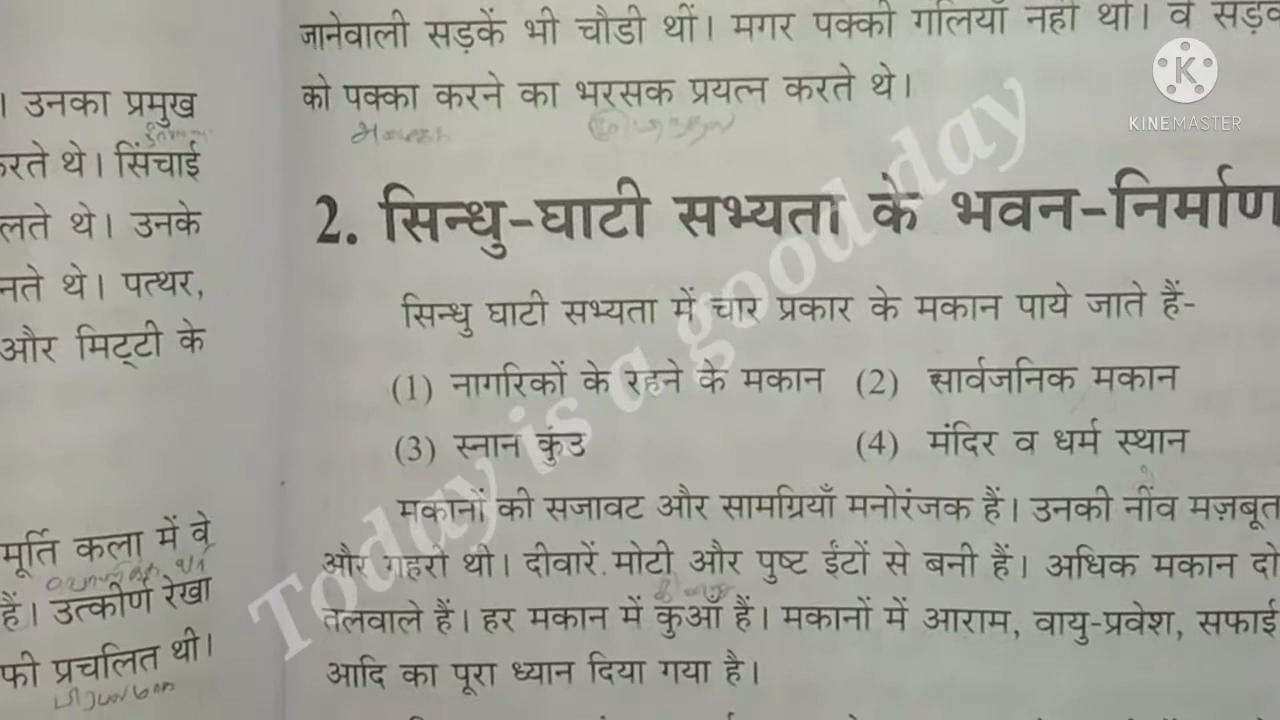 । उनका प्रमुख
करते थे। सिंचाई
लते थे। उनके
नते थे। पत्थर,
और मिट्टी के
मूर्ति कला में वे
हैं। उत्कीर्ण रेखा
फी प्रचलित थी।
जानेवाली सड़कें भी चौडी थीं। मगर पक्की गलियाँ नहीं थीं। वे
को पक्का करने का भरसक प्रयत्न करते थे।
2. सिन्धु-घाटी सभ्यता के भवन-निर्माण
सिन्धु घाटी सभ्यता में चार प्रकार के मकान पाये जाते हैं-
(1) नागरिकों के रहने के मकान (2) सार्वजनिक मकान
(3) स्नान कुंड (4) मंदिर व धर्म स्थान
मकानों की सजावट और सामग्रियाँ मनोरंजक हैं। उनकी नींव मज़बूत
और गहरी थी। दीवारें मोटी और पुष्ट ईंटों से बनी हैं। अधिक मकान दो
तलवाले हैं। हर मकान में कुआँ हैं। मकानों में आराम, वायु-प्रवेश, सफाई
आदि का पूरा ध्यान दिया गया है।
Today is a good day
K
KINEMASTER